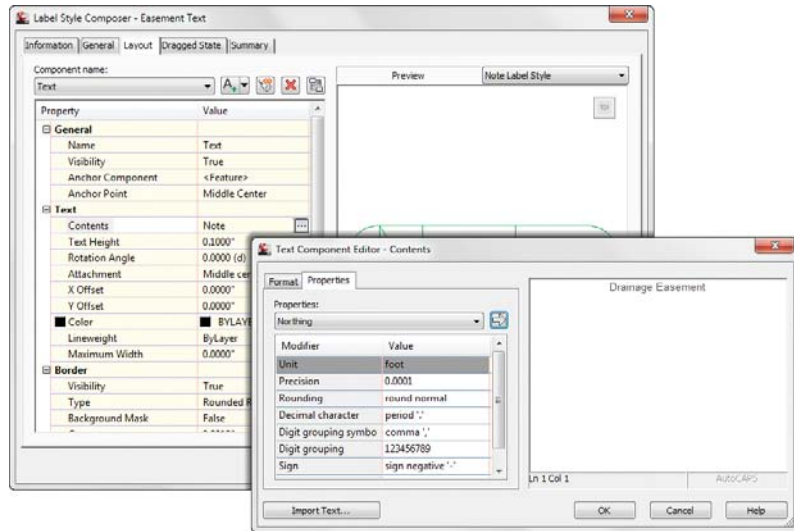 Label Style Composer - Easement Text
Information General Layout Dragged State Summary
Component name:
Text
Preview
Note Label Style
Property Value
General
Name Text
Visibility True
Anchor Component <Feature>
Anchor Point Middle Center
Text
Contents Note
Text Height 0.1000"
Rotation Angle 0.0000 (d)
Attachment Middle cen
X Offset 0.0000"
Y Offset 0.0000"
Color BYLAYE
Lineweight ByLayer
Maximum Width 0.0000"
Border
Visibility True
Type Rounded R
Background Mask False
Text Component Editor - Contents
Format Properties
Properties:
Northing
Modifier Value
Unit foot
Precision 0.0001
Rounding round normal
Decimal character period '.'
Digit grouping symbo comma ','
Digit grouping 123456789
Sign sign negative '-'
Drainage Easement
Ln 1 Col 1
AutoCAPS
Import Text...
OK Cancel Help